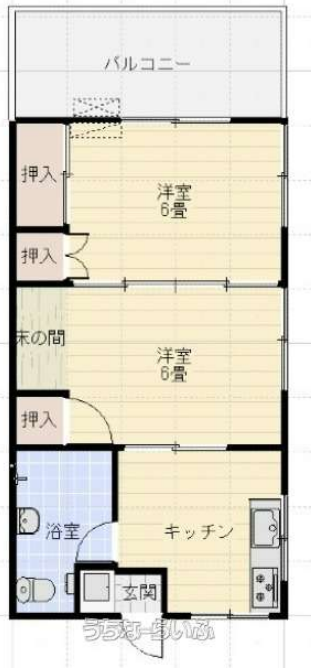 バルコニー
押入
洋室
6畳
押入
床の間
洋室
6畳
押入
浴室
キッチン
玄関
うちなーらいふ